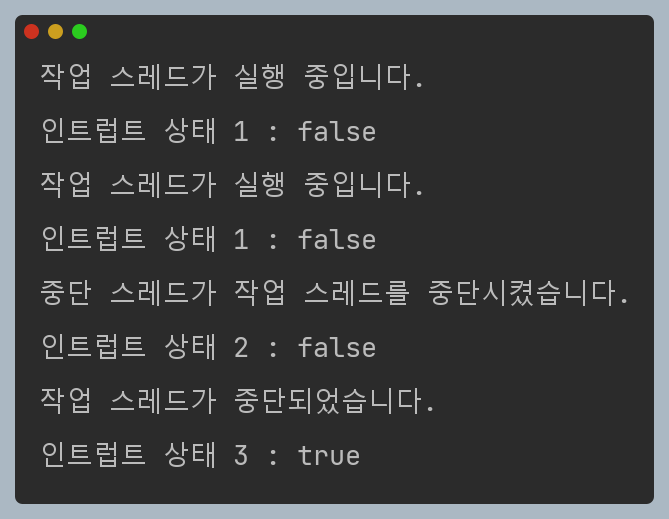 작업 스레드가 실행 중입니다.
인트럽트 상태 1 : false
작업 스레드가 실행 중입니다.
인트럽트 상태 1 : false
중단 스레드가 작업 스레드를 중단시켰습니다.
인트럽트 상태 2 : false
작업 스레드가 중단되었습니다.
인트럽트 상태 3 : true